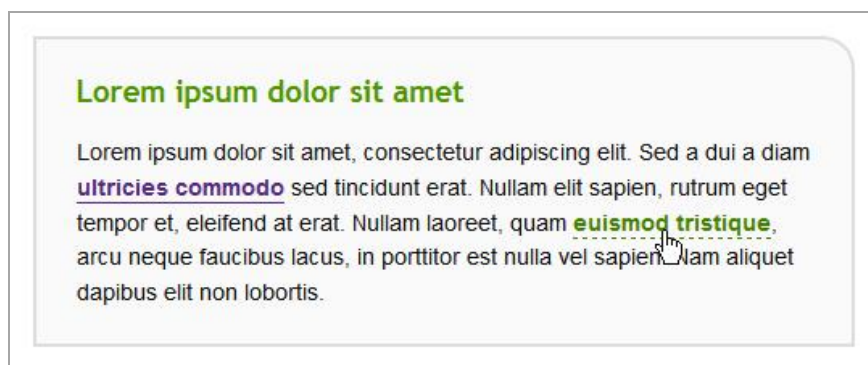 Lorem ipsum dolor sit amet
Lorem ipsum dolor sit amet, consectetur adipiscing elit. Sed a dui a diam
ultricies commodo sed tincidunt erat. Nullam elit sapien, rutrum eget
tempor et, eleifend at erat. Nullam laoreet, quam euismod tristique,
arcu neque faucibus lacus, in porttitor est nulla vel sapien. Nam aliquet
dapibus elit non lobortis.